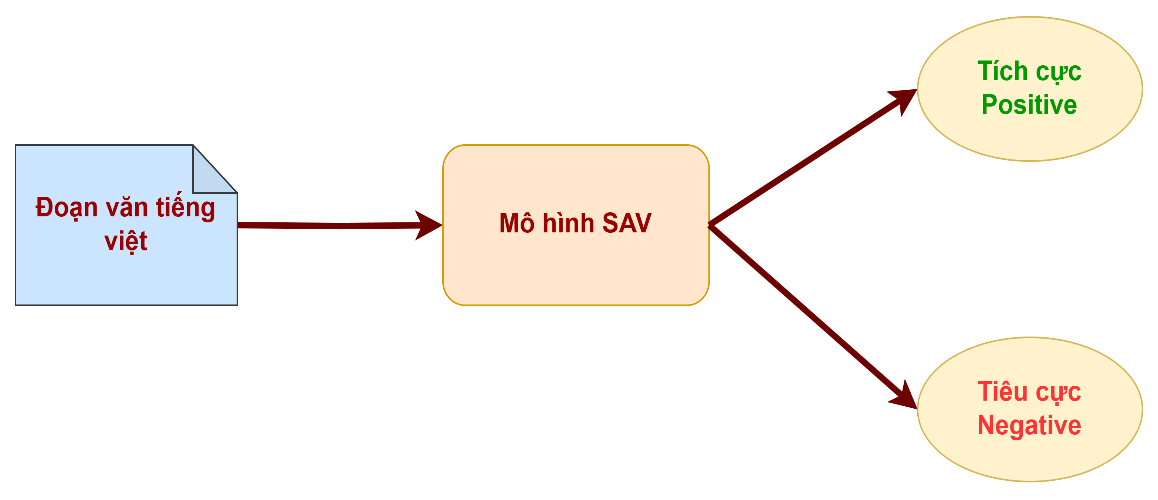 Đoạn văn tiếng
việt
Mô hình SAV
Tích cực
Positive
Tiêu cực
Negative